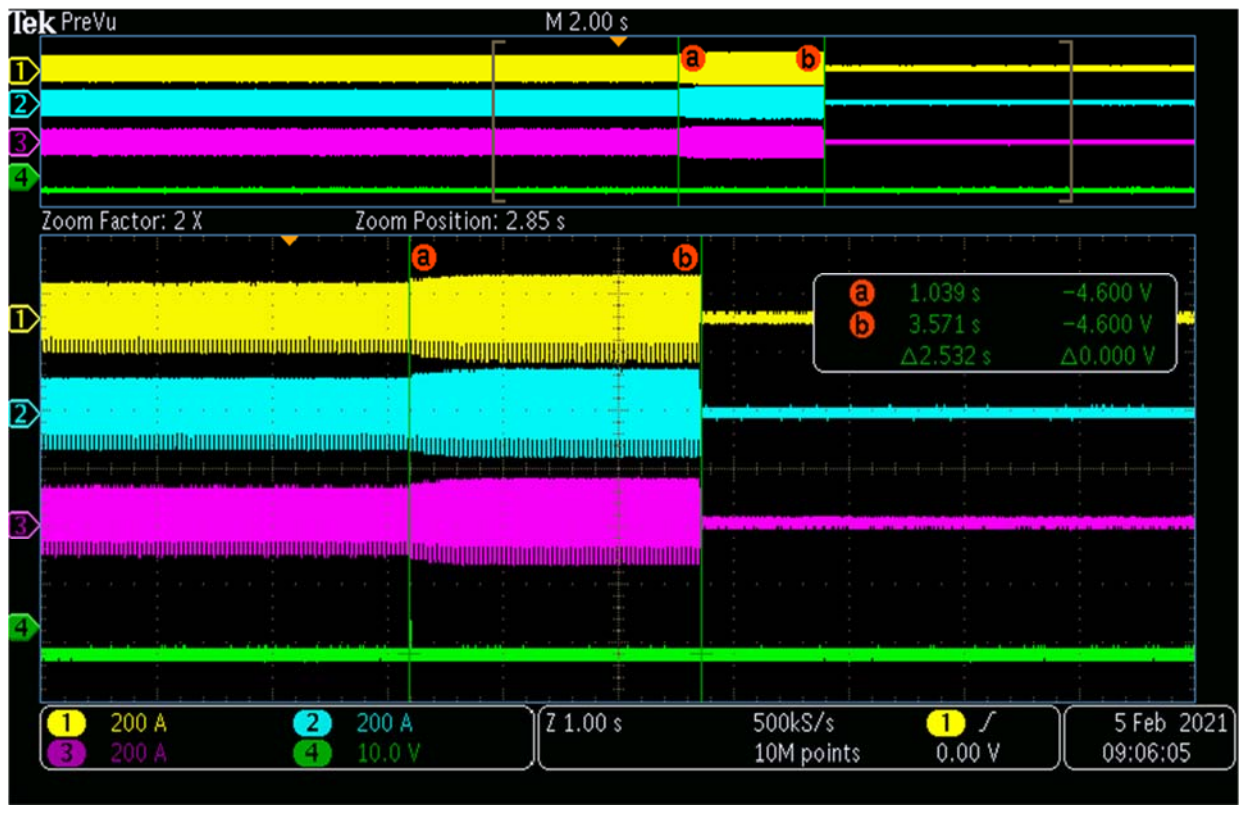 Tek PreVu M 2.00 s
1 a b
2
3
4
Zoom Factor: 2 X Zoom Position: 2.85 s
a b
a 1.039 s −4.600 V
1
b 3.571 s −4.600 V
Δ2.532 s Δ0.000 V
2
3
4
1 200 A 2 200 A Z 1.00 s 500kS/s 1 5 Feb 2021
3 200 A 4 10.0 V 10M points 0.00 V 09:06:05